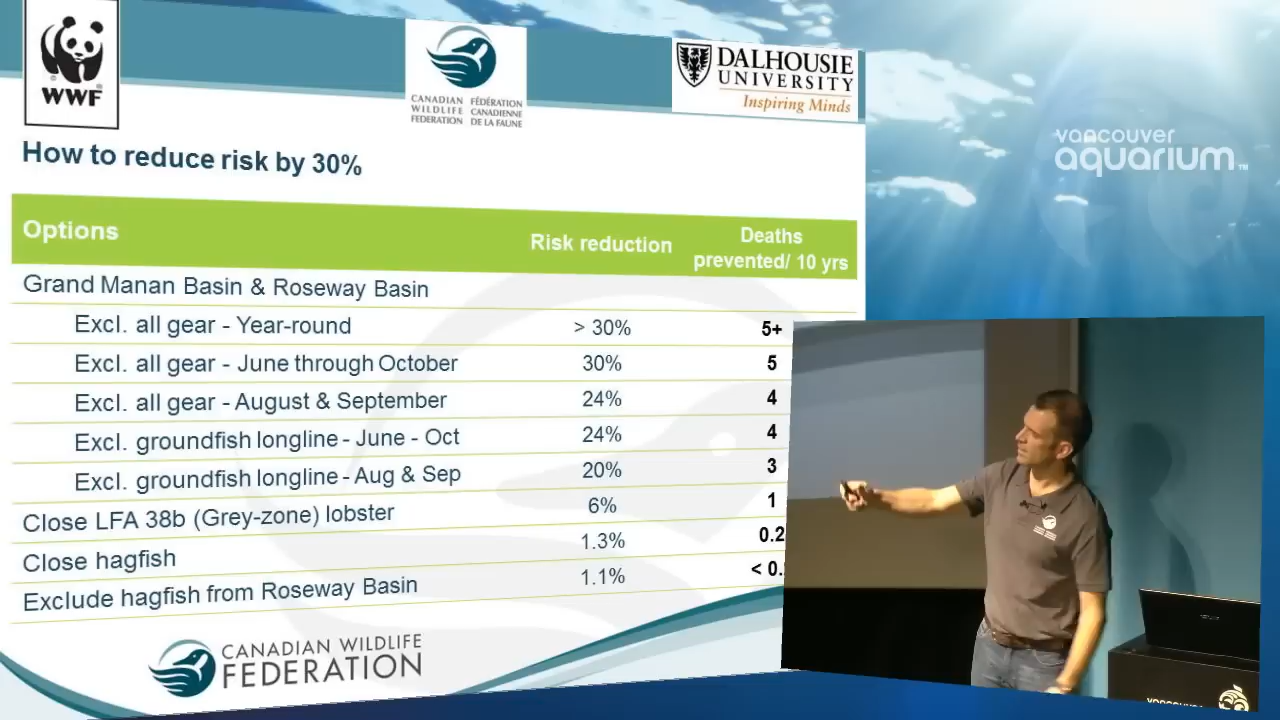 WWF
CANADIAN WILDLIFE FEDERATION
FÉDÉRATION CANADIENNE DE LA FAUNE
DALHOUSIE
UNIVERSITY
Inspiring Minds
vancouver
aquarium™
How to reduce risk by 30%
Options Risk reduction Deaths prevented/ 10 yrs
Grand Manan Basin & Roseway Basin
Excl. all gear - Year-round > 30% 5+
Excl. all gear - June through October 30% 5
Excl. all gear - August & September 24% 4
Excl. groundfish longline - June - Oct 24% 4
Excl. groundfish longline - Aug & Sep 20% 3
Close LFA 38b (Grey-zone) lobster 6% 1
Close hagfish 1.3% 0.2
Exclude hagfish from Roseway Basin 1.1% < 0.
CANADIAN WILDLIFE
FEDERATION